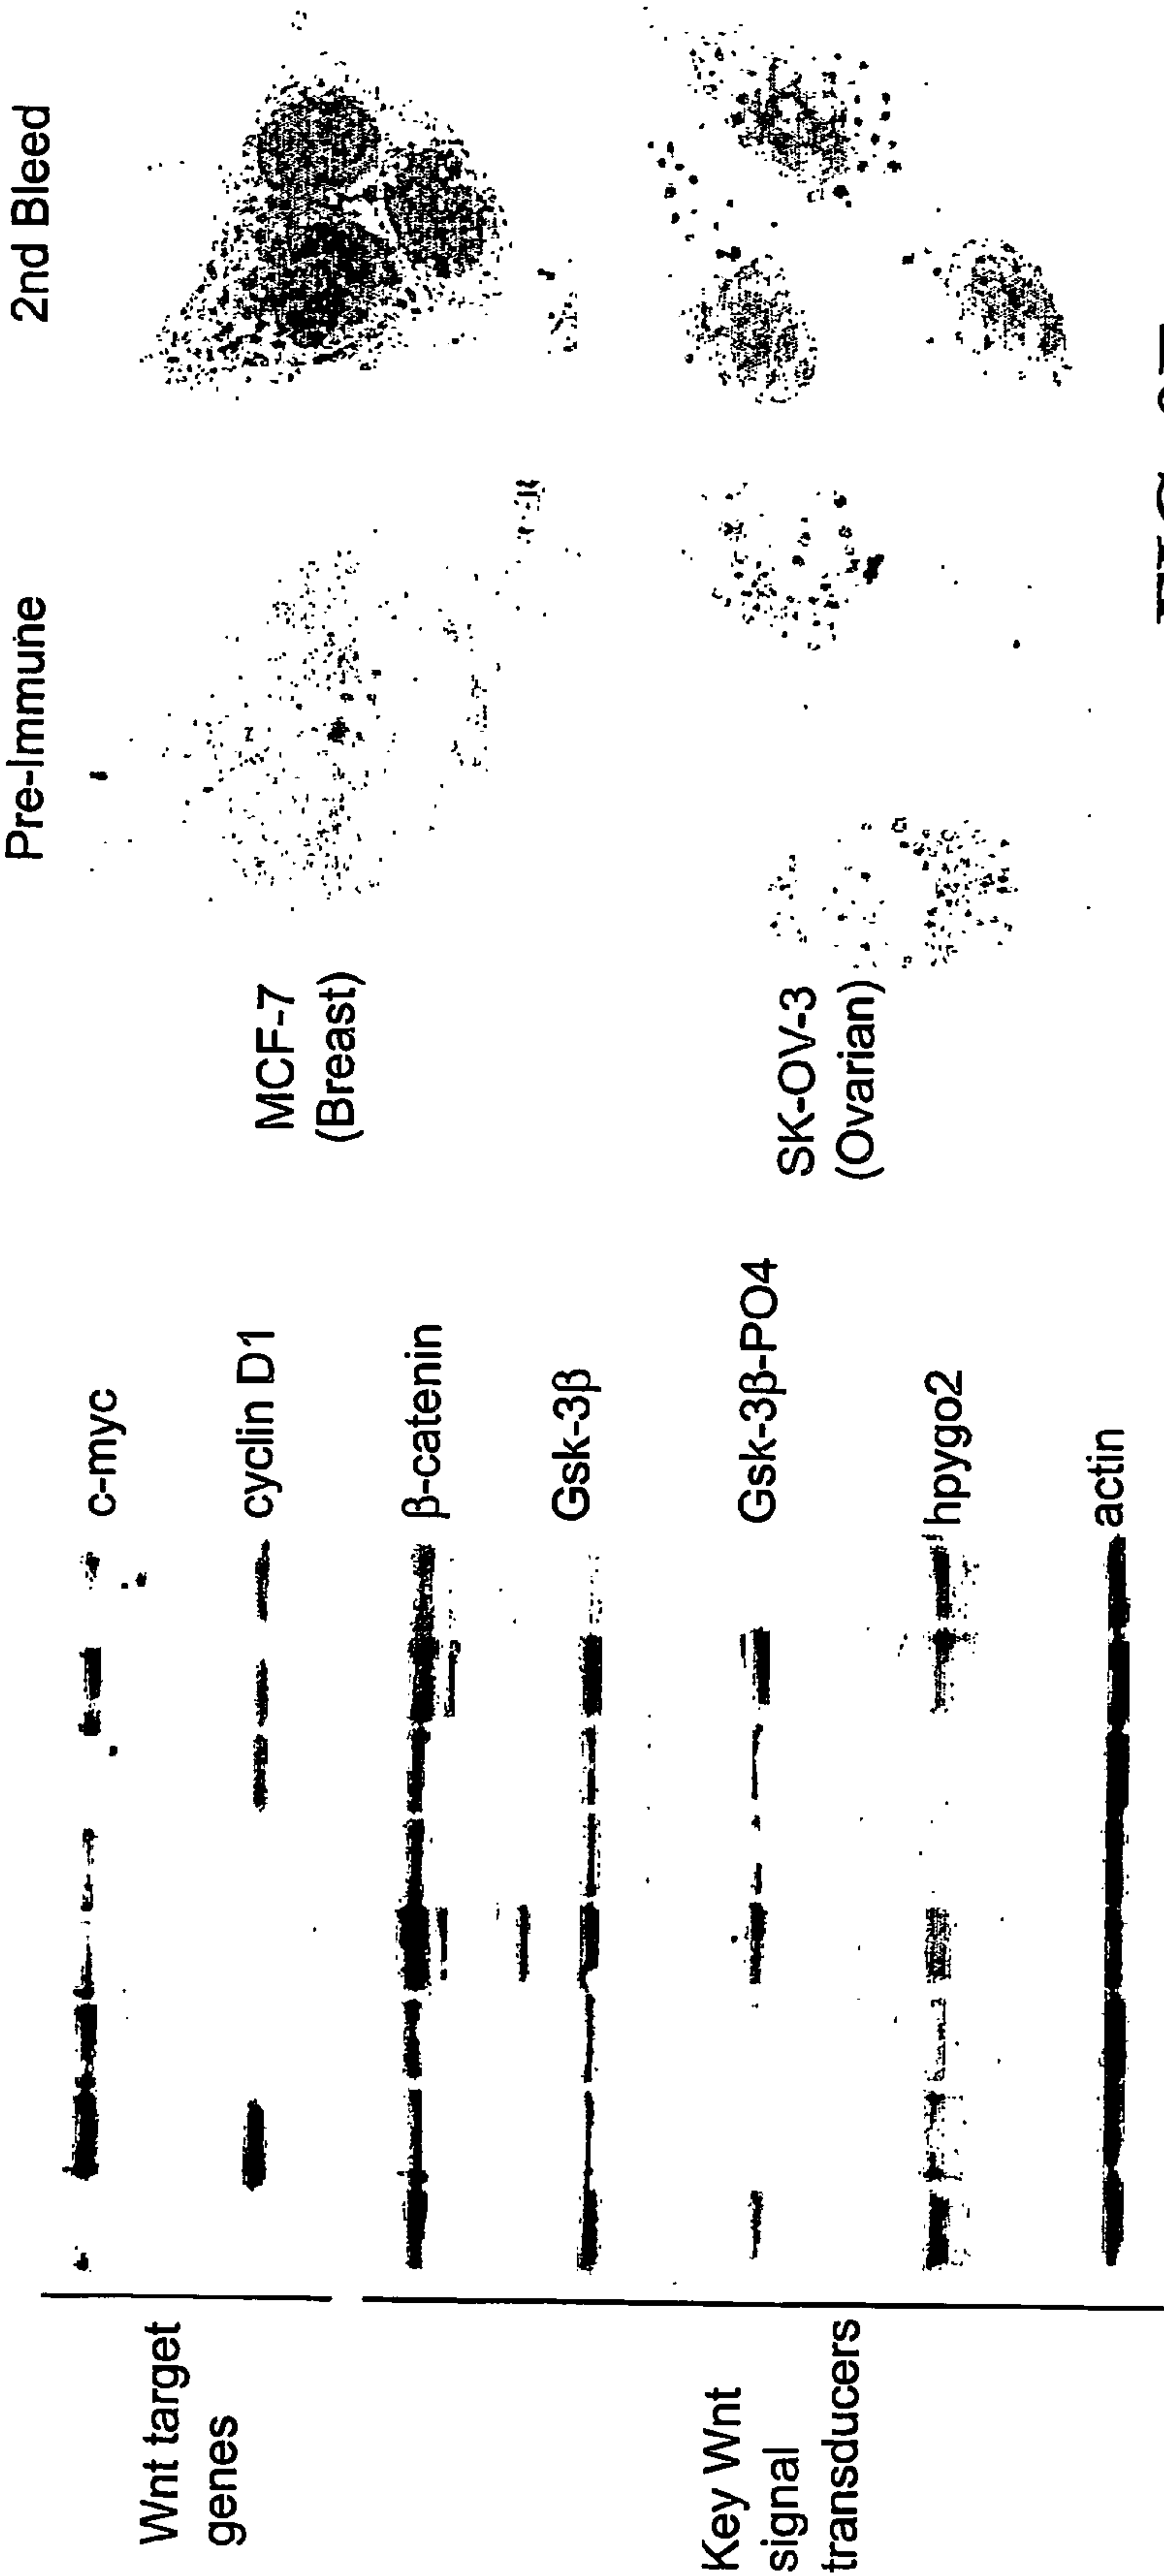 Wnt target
genes
c-myc
cyclin D1
Key Wnt
signal
transducers
β-catenin
Gsk-3β
Gsk-3β-PO4
hpygo2
actin
Pre-Immune
2nd Bleed
MCF-7
(Breast)
SK-OV-3
(Ovarian)